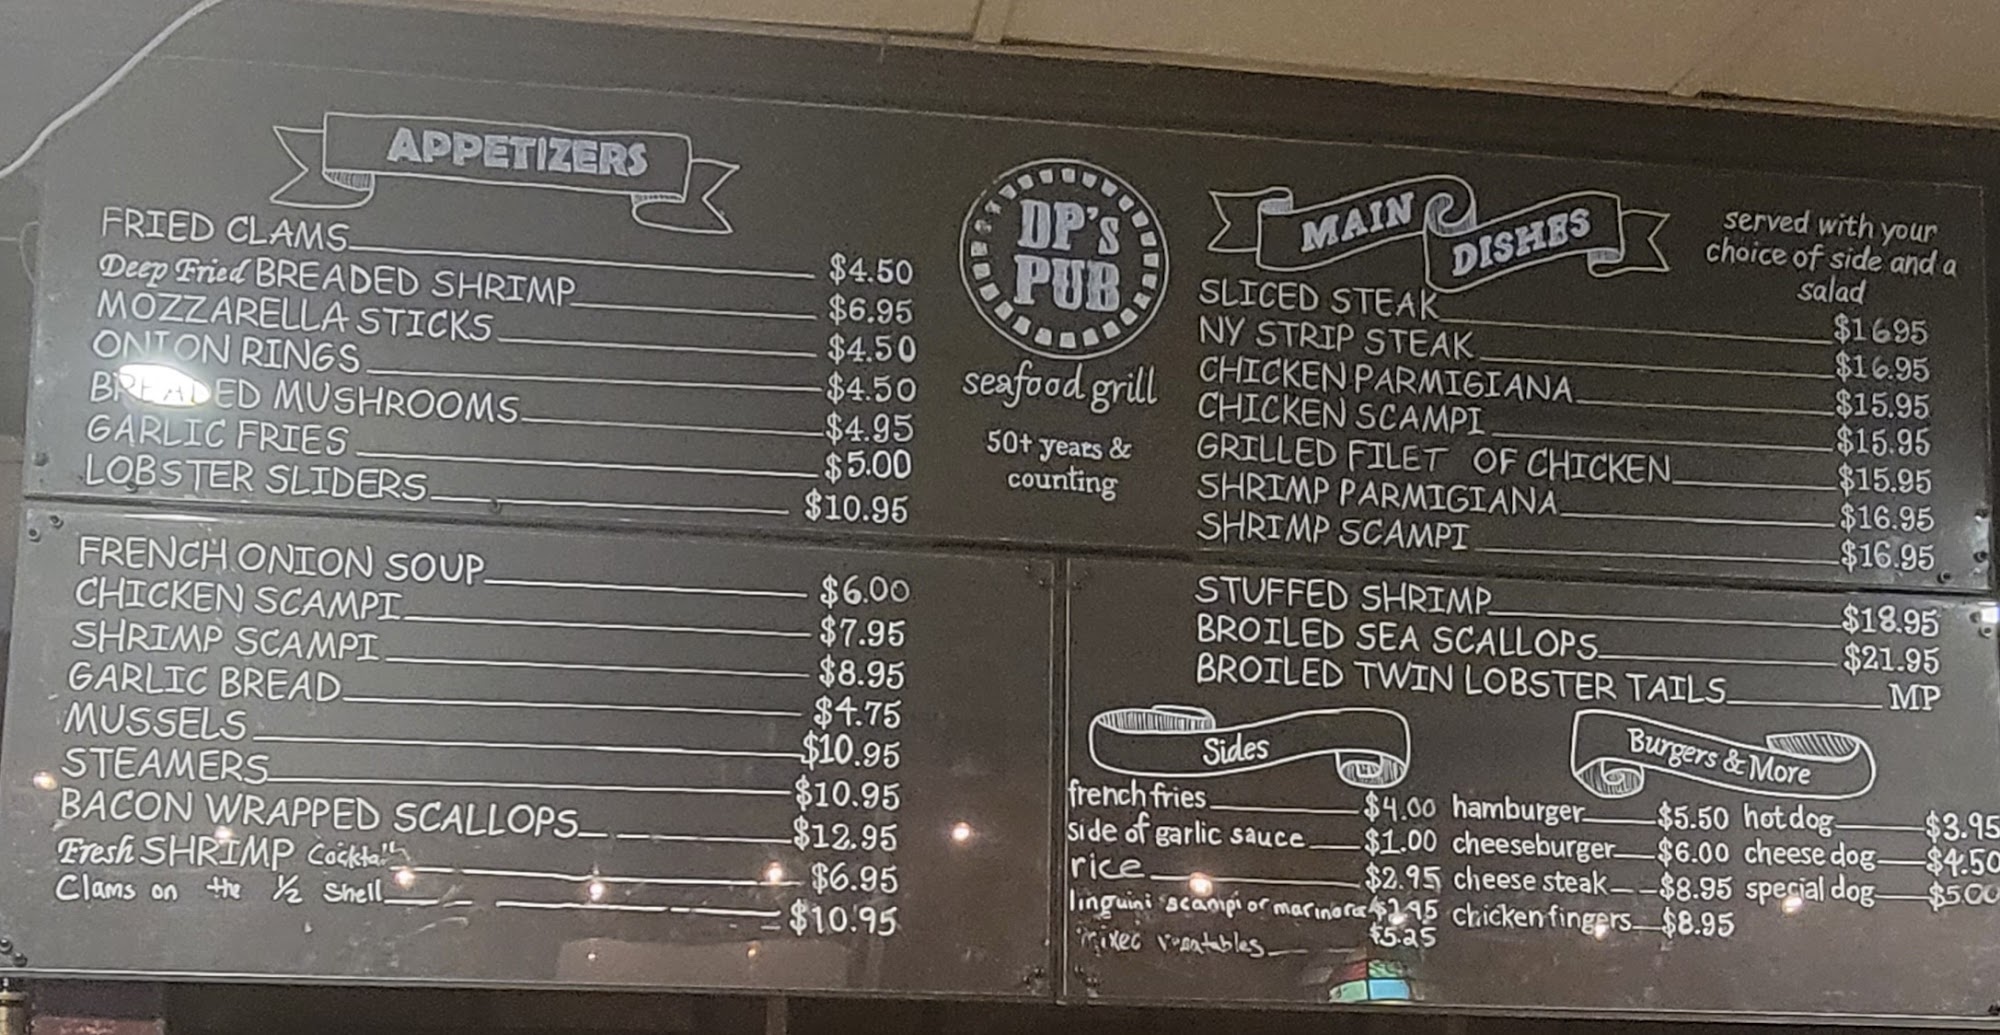 APPETIZERS
FRIED CLAMS $4.50
Deep Fried BREADED SHRIMP $6.95
MOZZARELLA STICKS $4.50
ONION RINGS $4.50
BREADED MUSHROOMS $4.95
GARLIC FRIES $5.00
LOBSTER SLIDERS $10.95
FRENCH ONION SOUP $6.00
CHICKEN SCAMPI $7.95
SHRIMP SCAMPI $8.95
GARLIC BREAD $4.75
MUSSELS $10.95
STEAMERS $10.95
BACON WRAPPED SCALLOPS $12.95
Fresh SHRIMP Cocktail $6.95
Clams on the 1/2 Shell $10.95
DP'S
PUB
seafood grill
50+ years &
counting
MAIN DISHES
served with your
choice of side and a
salad
SLICED STEAK $16.95
NY STRIP STEAK $16.95
CHICKEN PARMIGIANA $15.95
CHICKEN SCAMPI $15.95
GRILLED FILET OF CHICKEN $15.95
SHRIMP PARMIGIANA $16.95
SHRIMP SCAMPI $16.95
STUFFED SHRIMP $18.95
BROILED SEA SCALLOPS $21.95
BROILED TWIN LOBSTER TAILS MP
Sides
french fries $4.00
side of garlic sauce $1.00
rice $2.95
linguini scampi or marinara
mixed vegetables $5.25
Burgers & More
hamburger $5.50 hot dog $3.95
cheeseburger $6.00 cheese dog $4.50
cheese steak $8.95 special dog $5.00
chicken fingers $8.95